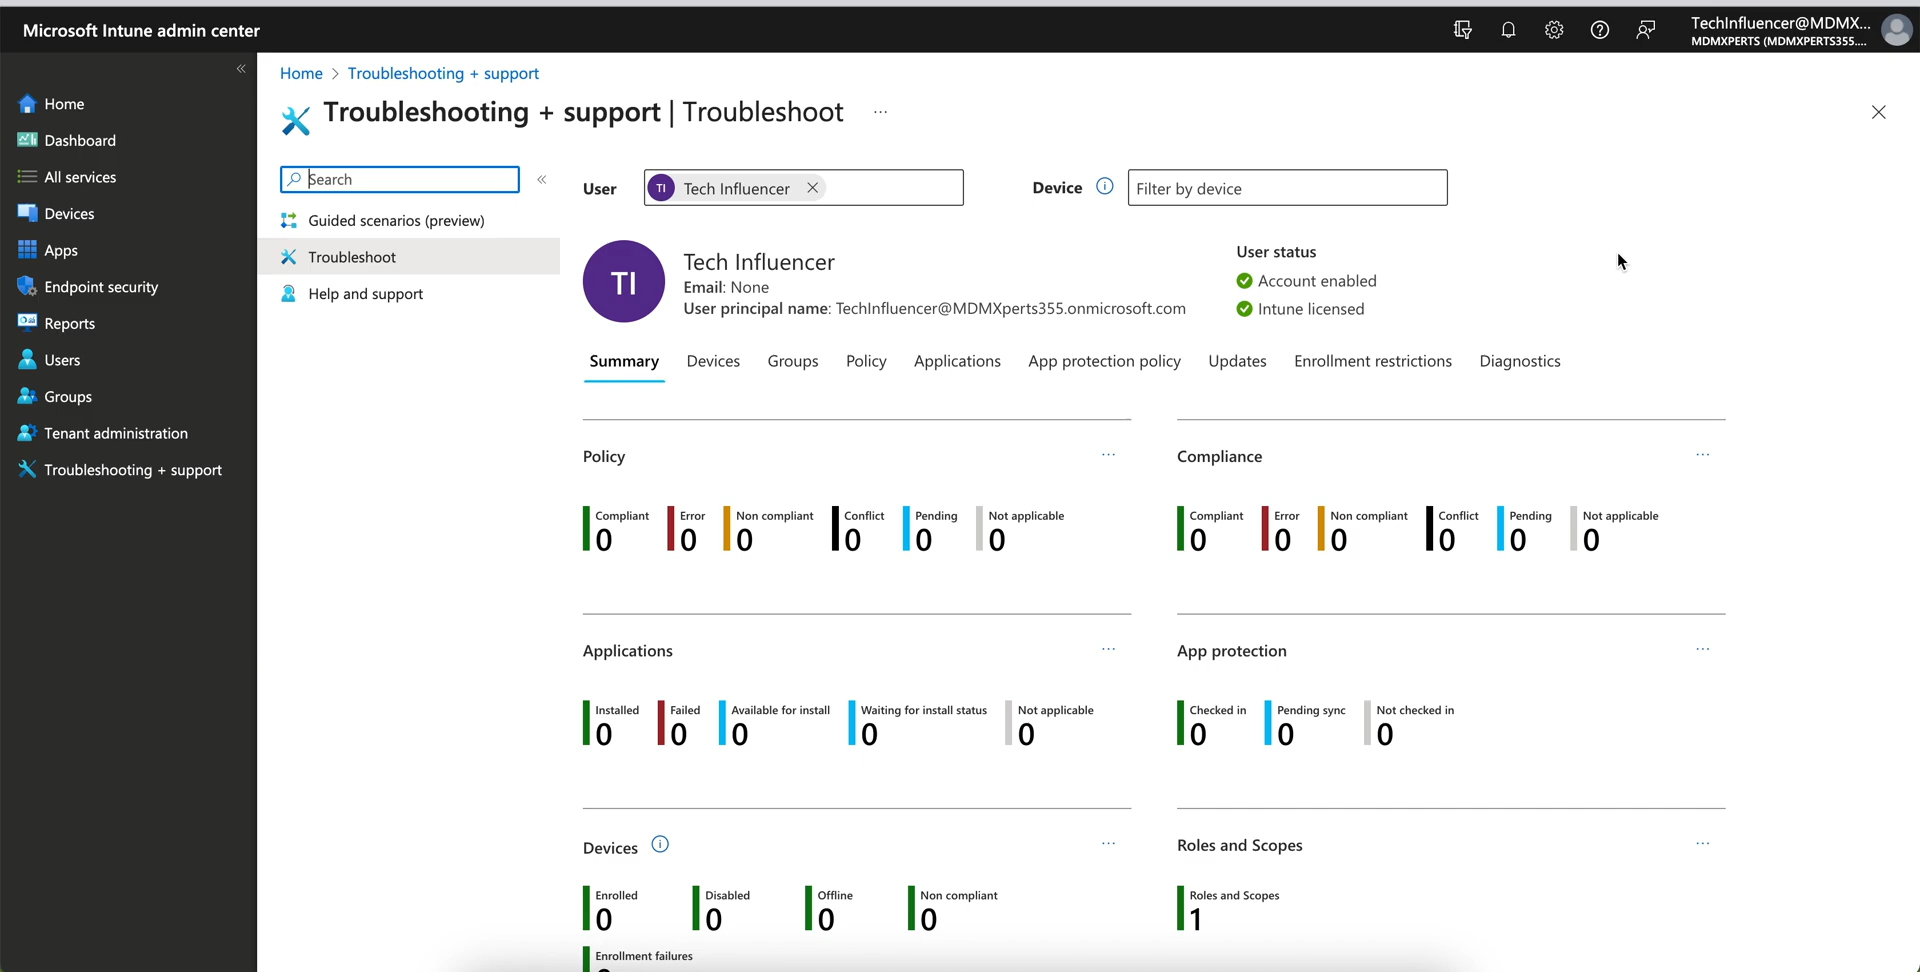 Microsoft Intune admin center
TechInfluencer@MDMX...
MDMXPERTS (MDMXPERTS355....
Home
Dashboard
All services
Devices
Apps
Endpoint security
Reports
Users
Groups
Tenant administration
Troubleshooting + support
Home > Troubleshooting + support
Troubleshooting + support | Troubleshoot ...
Search
Guided scenarios (preview)
Troubleshoot
Help and support
User TI Tech Influencer Device Filter by device
TI
Tech Influencer
Email: None
User principal name: TechInfluencer@MDMXperts355.onmicrosoft.com
User status
Account enabled
Intune licensed
Summary Devices Groups Policy Applications App protection policy Updates Enrollment restrictions Diagnostics
Policy ...
Compliant Error Non compliant Conflict Pending Not applicable
0 0 0 0 0 0
Compliance ...
Compliant Error Non compliant Conflict Pending Not applicable
0 0 0 0 0 0
Applications ...
Installed Failed Available for install Waiting for install status Not applicable
0 0 0 0 0
App protection ...
Checked in Pending sync Not checked in
0 0 0
Devices ...
Enrolled Disabled Offline Non compliant
0 0 0 0
Enrollment failures
Roles and Scopes ...
Roles and Scopes
1